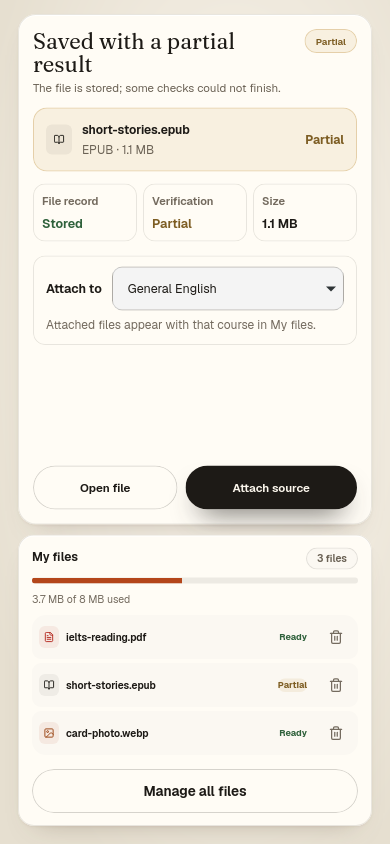 Saved with a partial
result
Partial
The file is stored; some checks could not finish.
short-stories.epub
EPUB · 1.1 MB
Partial
File record
Stored
Verification
Partial
Size
1.1 MB
Attach to
General English
Attached files appear with that course in My files.
Open file
Attach source
My files
3 files
3.7 MB of 8 MB used
ielts-reading.pdf
Ready
short-stories.epub
Partial
card-photo.webp
Ready
Manage all files